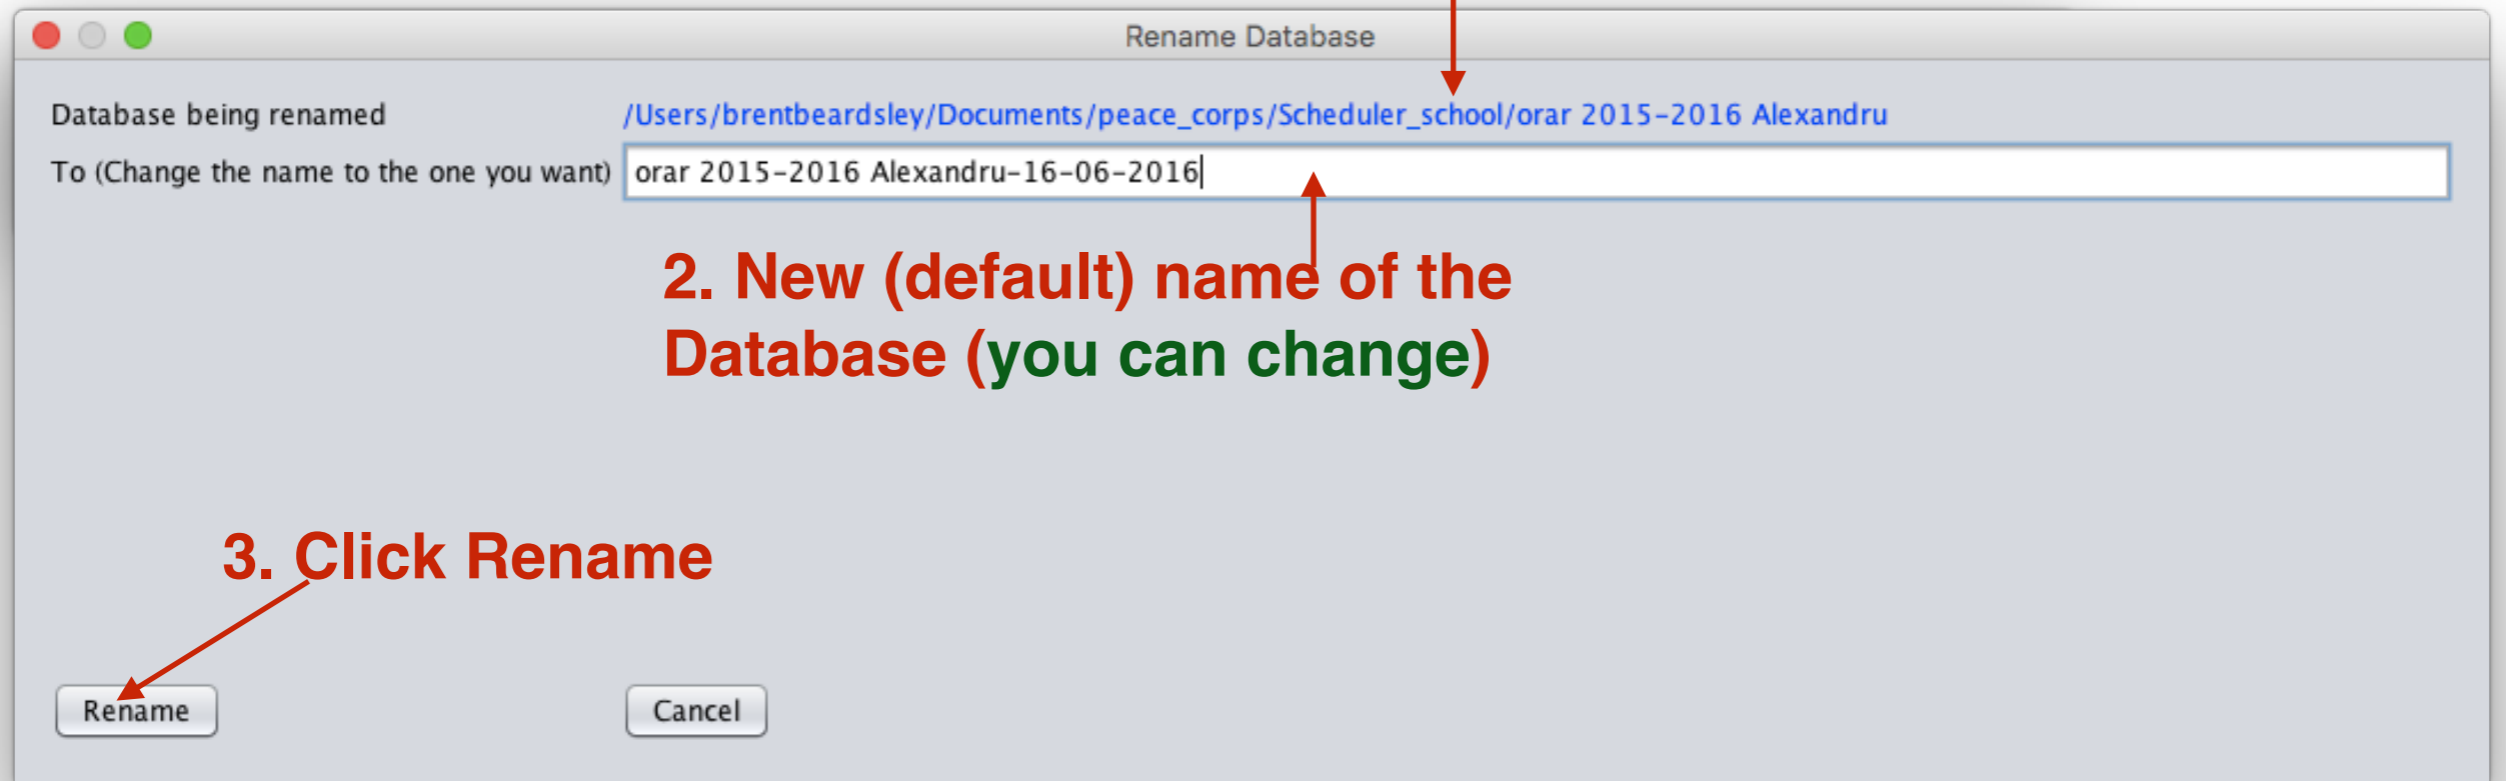 Rename Database
Database being renamed /Users/brentbeardsley/Documents/peace_corps/Scheduler_school/orar 2015-2016 Alexandru
To (Change the name to the one you want) orar 2015-2016 Alexandru-16-06-2016
2. New (default) name of the
Database (you can change)
3. Click Rename
Rename Cancel